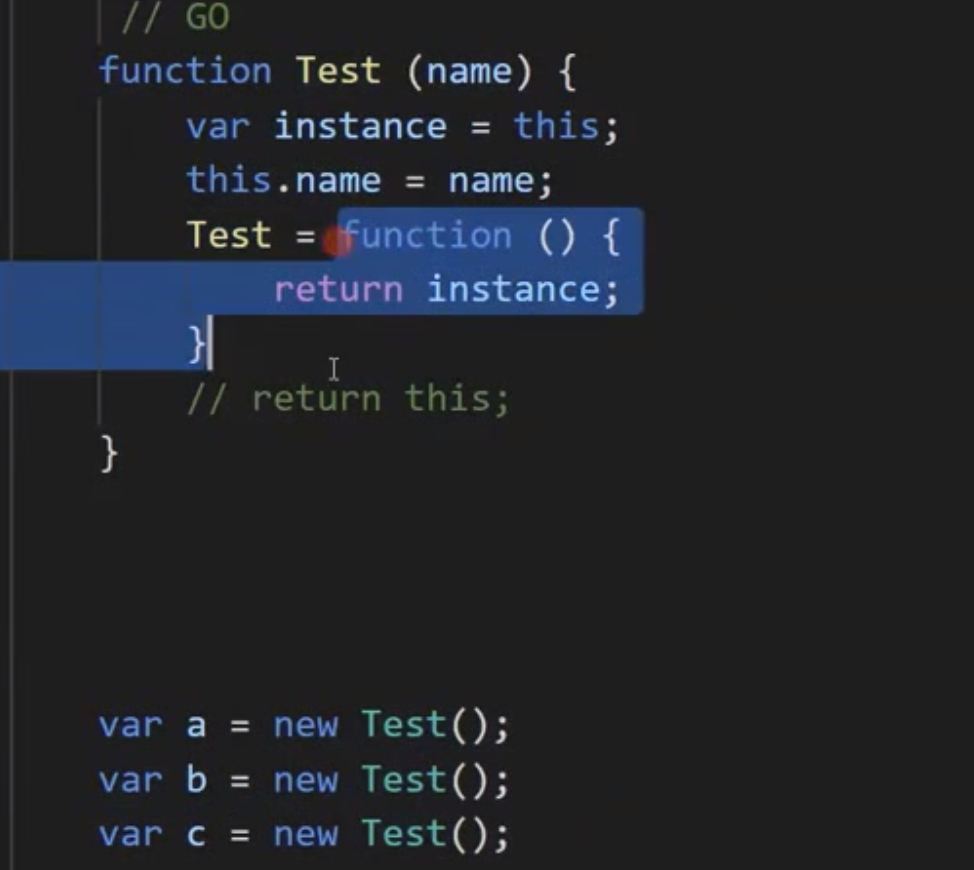 // GO
function Test (name) {
var instance = this;
this.name = name;
Test = function () {
return instance;
}
// return this;
}
var a = new Test();
var b = new Test();
var c = new Test();